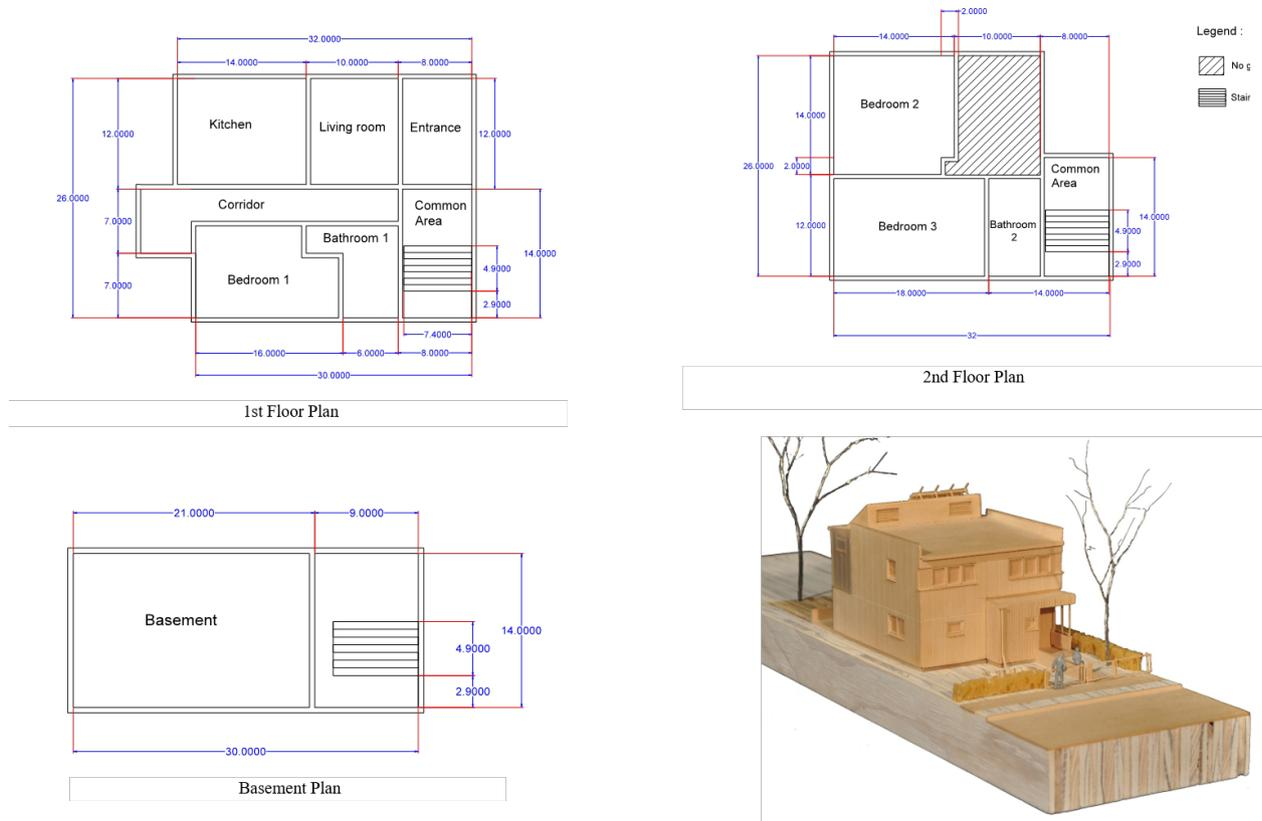 32.0000
14.0000
10.0000
8.0000
26.0000
12.0000
Kitchen
Living room
Entrance
12.0000
7.0000
Corridor
Common
Area
14.0000
Bathroom 1
7.0000
Bedroom 1
4.9000
2.9000
7.4000
16.0000
6.0000
8.0000
30.0000
1st Floor Plan
2.0000
14.0000
10.0000
8.0000
Legend :
No
Stair
Bedroom 2
14.0000
26.0000
2.0000
Common
Area
Bedroom 3
Bathroom
2
12.0000
14.0000
4.9000
2.9000
18.0000
14.0000
32
2nd Floor Plan
21.0000
9.0000
Basement
14.0000
4.9000
2.9000
30.0000
Basement Plan